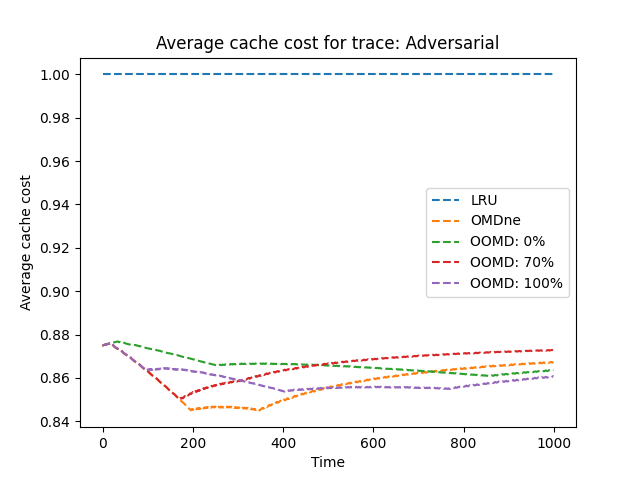 Average cache cost for trace: Adversarial
1.00
0.98
0.96
0.94
0.92
0.90
0.88
0.86
0.84
Average cache cost
LRU
OMDne
OOMD: 0%
OOMD: 70%
OOMD: 100%
0 200 400 600 800 1000
Time